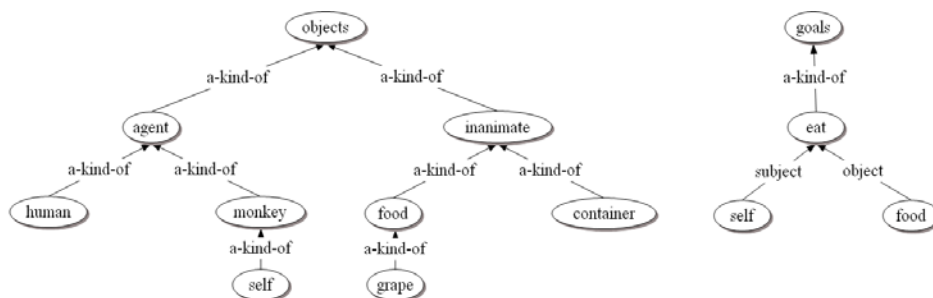 objects goals
a-kind-of a-kind-of a-kind-of
agent inanimate eat
a-kind-of a-kind-of a-kind-of a-kind-of subject object
human monkey food container self food
a-kind-of a-kind-of
self grape